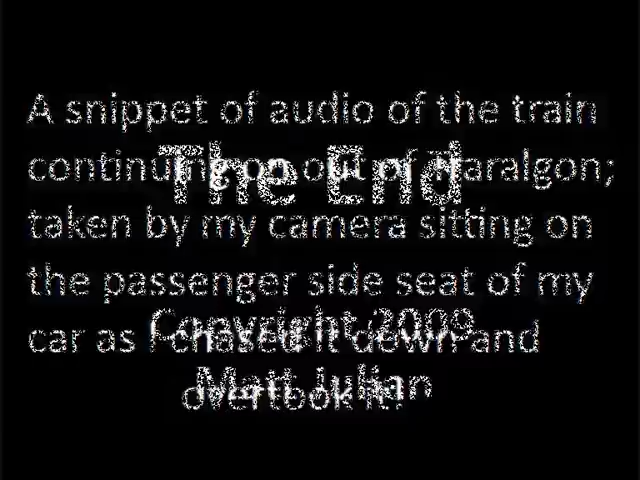 A snippet of audio of the train
continuing on out of Traralgon;
The End
taken by my camera sitting on
the passenger side seat of my
car as I chased it down and
Copyright 2009
Matt Julian
overtook it!